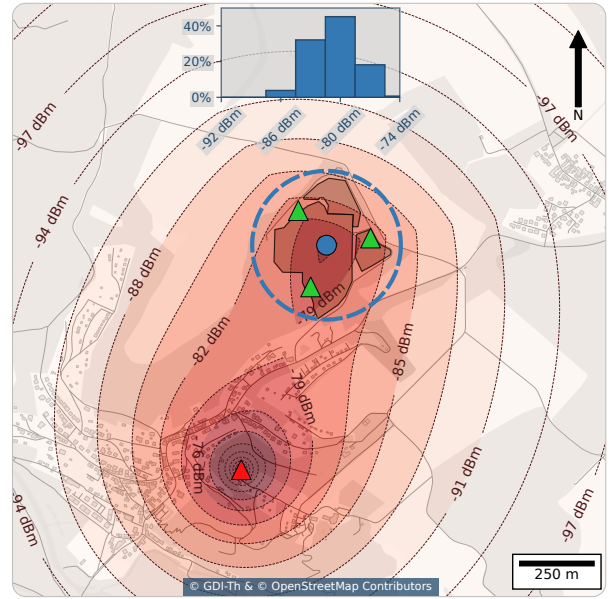 40%
20%
0%
-92 dBm
-86 dBm
-80 dBm
-74 dBm
N
-97 dBm
-97 dBm
-94 dBm
-88 dBm
-79 dBm
-82 dBm
-85 dBm
-79 dBm
-76 dBm
-91 dBm
-94 dBm
-97 dBm
250 m
© GDI-Th & © OpenStreetMap Contributors